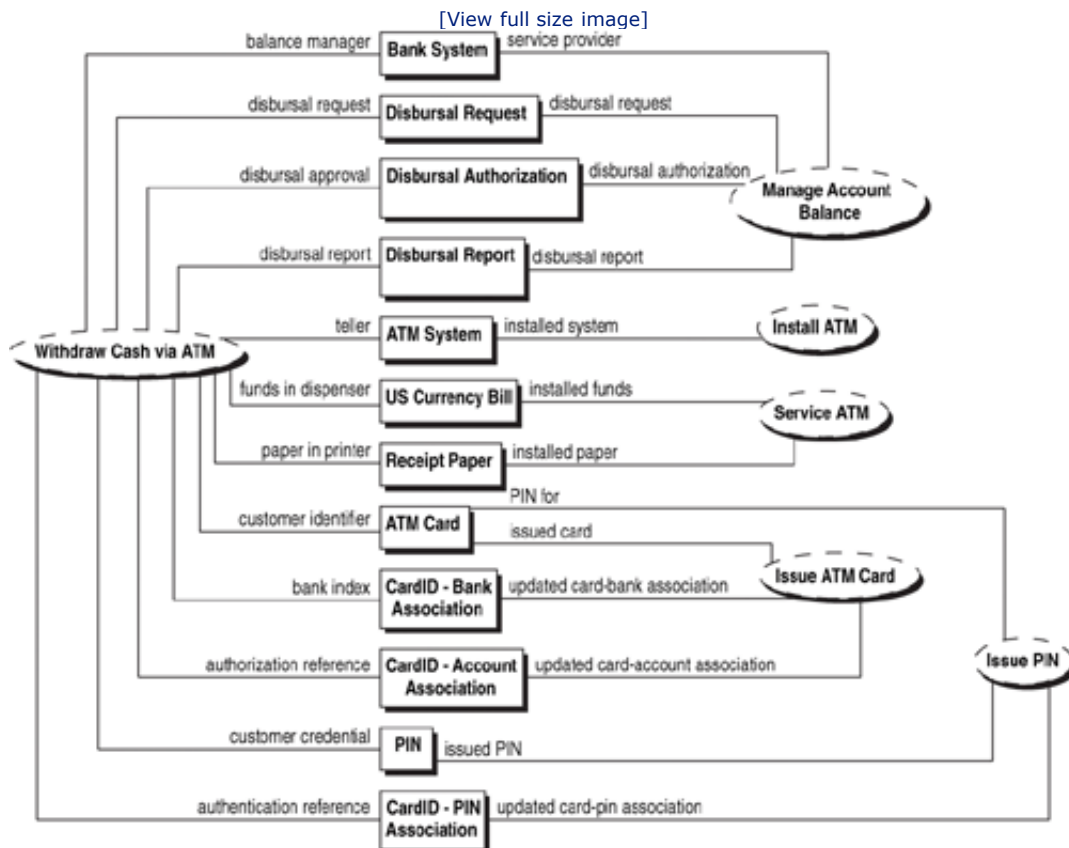 [View full size image]
balance manager
Bank System
service provider
disbursal request
Disbursal Request
disbursal request
disbursal approval
Disbursal Authorization
disbursal authorization
Manage Account
Balance
disbursal report
Disbursal Report
disbursal report
teller
ATM System
installed system
Install ATM
Withdraw Cash via ATM
funds in dispenser
US Currency Bill
installed funds
Service ATM
paper in printer
Receipt Paper
installed paper
PIN for
customer identifier
ATM Card
issued card
Issue ATM Card
bank index
CardID - Bank
Association
updated card-bank association
authorization reference
CardID - Account
Association
updated card-account association
Issue PIN
customer credential
PIN
issued PIN
authentication reference
CardID - PIN
Association
updated card-pin association